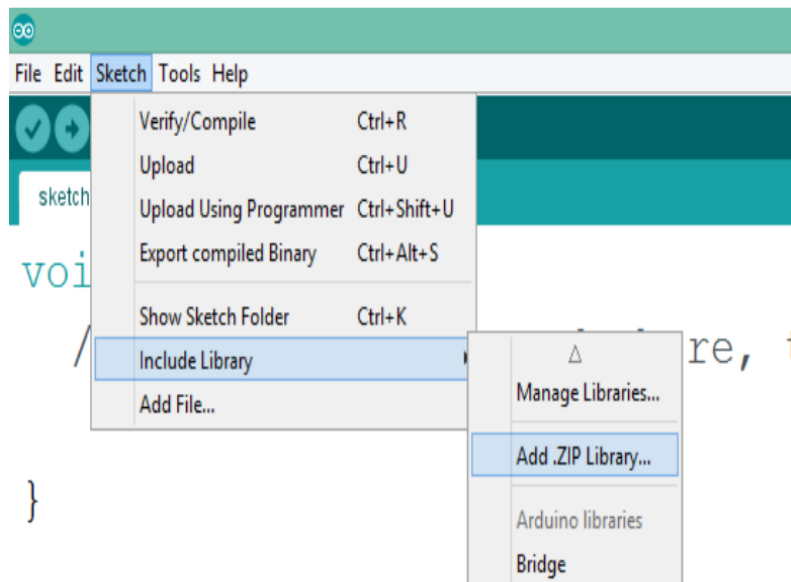 File Edit Sketch Tools Help
Verify/Compile Ctrl+R
Upload Ctrl+U
Upload Using Programmer Ctrl+Shift+U
Export compiled Binary Ctrl+Alt+S
Show Sketch Folder Ctrl+K
Include Library
Add File...
sketch
voi
/
re,
}
Manage Libraries...
Add .ZIP Library...
Arduino libraries
Bridge